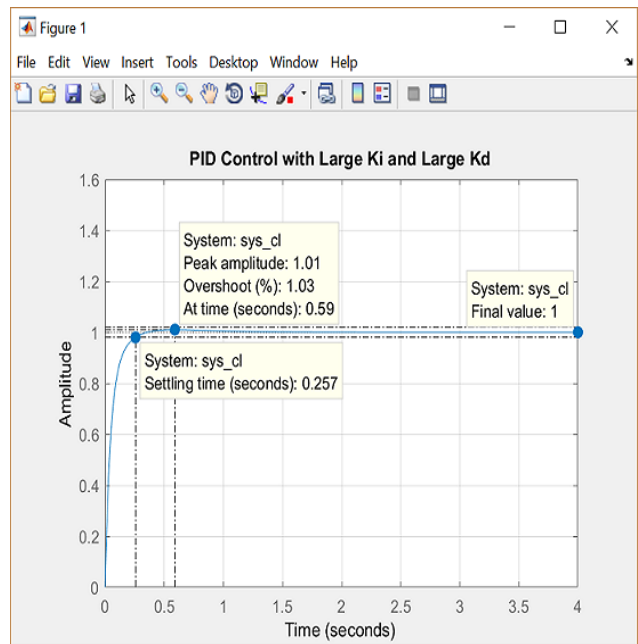 Figure 1
File Edit View Insert Tools Desktop Window Help
PID Control with Large Ki and Large Kd
1.6
1.4
1.2
1
0.8
0.6
0.4
0.2
0
Amplitude
System: sys_cl
Peak amplitude: 1.01
Overshoot (%): 1.03
At time (seconds): 0.59
System: sys_cl
Final value: 1
System: sys_cl
Settling time (seconds): 0.257
0 0.5 1 1.5 2 2.5 3 3.5 4
Time (seconds)